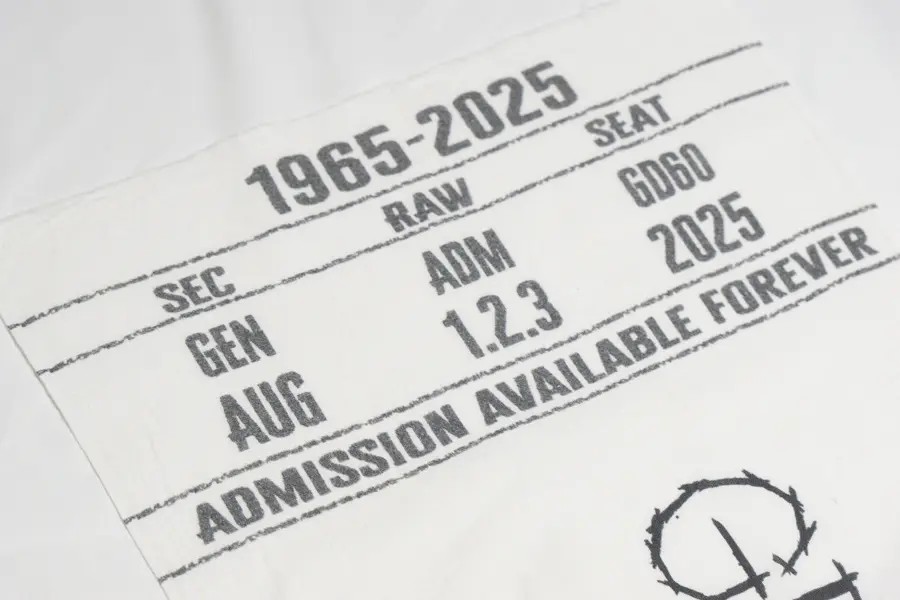 1965-2025
SEC RAW SEAT
GEN ADM GD60
AUG 1.2.3 2025
ADMISSION AVAILABLE FOREVER